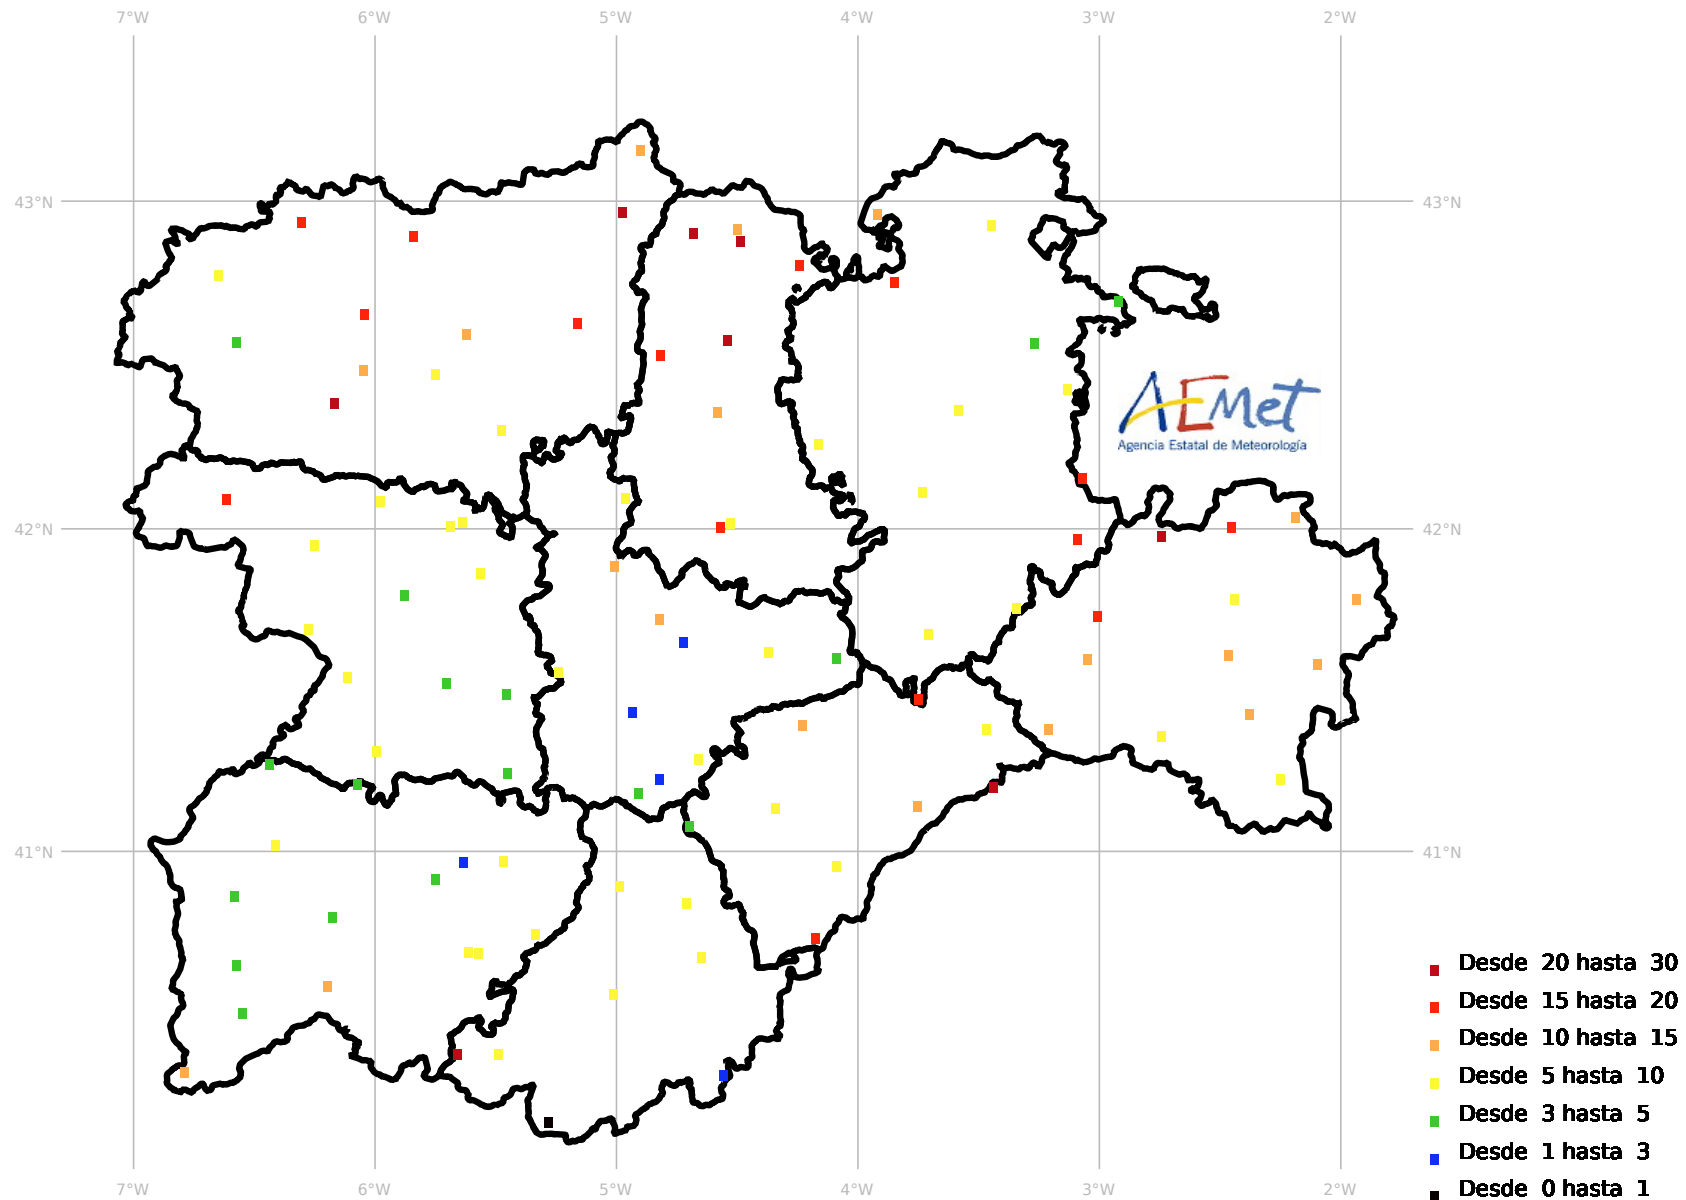 7°W 6°W 5°W 4°W 3°W 2°W
43°N 43°N
AEMet
Agencia Estatal de Meteorología
42°N 42°N
41°N 41°N
Desde 20 hasta 30
Desde 15 hasta 20
Desde 10 hasta 15
Desde 5 hasta 10
Desde 3 hasta 5
Desde 1 hasta 3
Desde 0 hasta 1
7°W 6°W 5°W 4°W 3°W 2°W